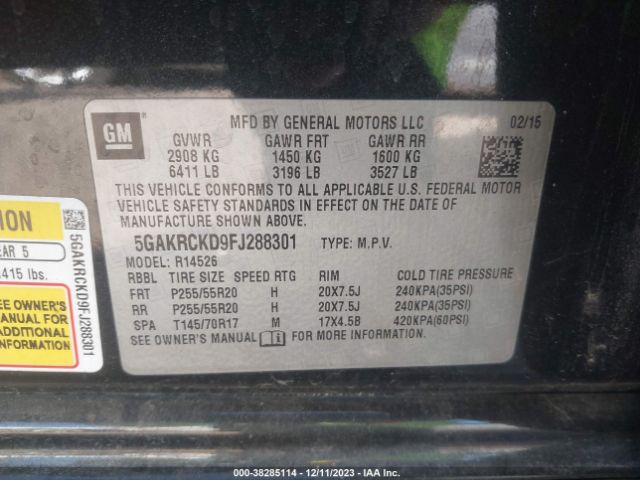 GM
MFD BY GENERAL MOTORS LLC 02/15
GVWR GAWR FRT GAWR RR
2908 KG 1450 KG 1600 KG
6411 LB 3196 LB 3527 LB
THIS VEHICLE CONFORMS TO ALL APPLICABLE U.S. FEDERAL MOTOR
VEHICLE SAFETY STANDARDS IN EFFECT ON THE DATE OF
MANUFACTURE SHOWN ABOVE.
5GAKRCKD9FJ288301 TYPE: M.P.V.
MODEL: R14526
RBBL TIRE SIZE SPEED RTG RIM COLD TIRE PRESSURE
FRT P255/55R20 H 20X7.5J 240KPA(35PSI)
RR P255/55R20 H 20X7.5J 240KPA(35PSI)
SPA T145/70R17 M 17X4.5B 420KPA(60PSI)
SEE OWNER'S MANUAL FOR MORE INFORMATION.
ION
AR 5
415 lbs.
SEE OWNER'S
MANUAL FOR
ADDITIONAL
INFORMATION
5GAKRCKD9FJ288301
000-38285114 - 12/11/2023 - IAA Inc.